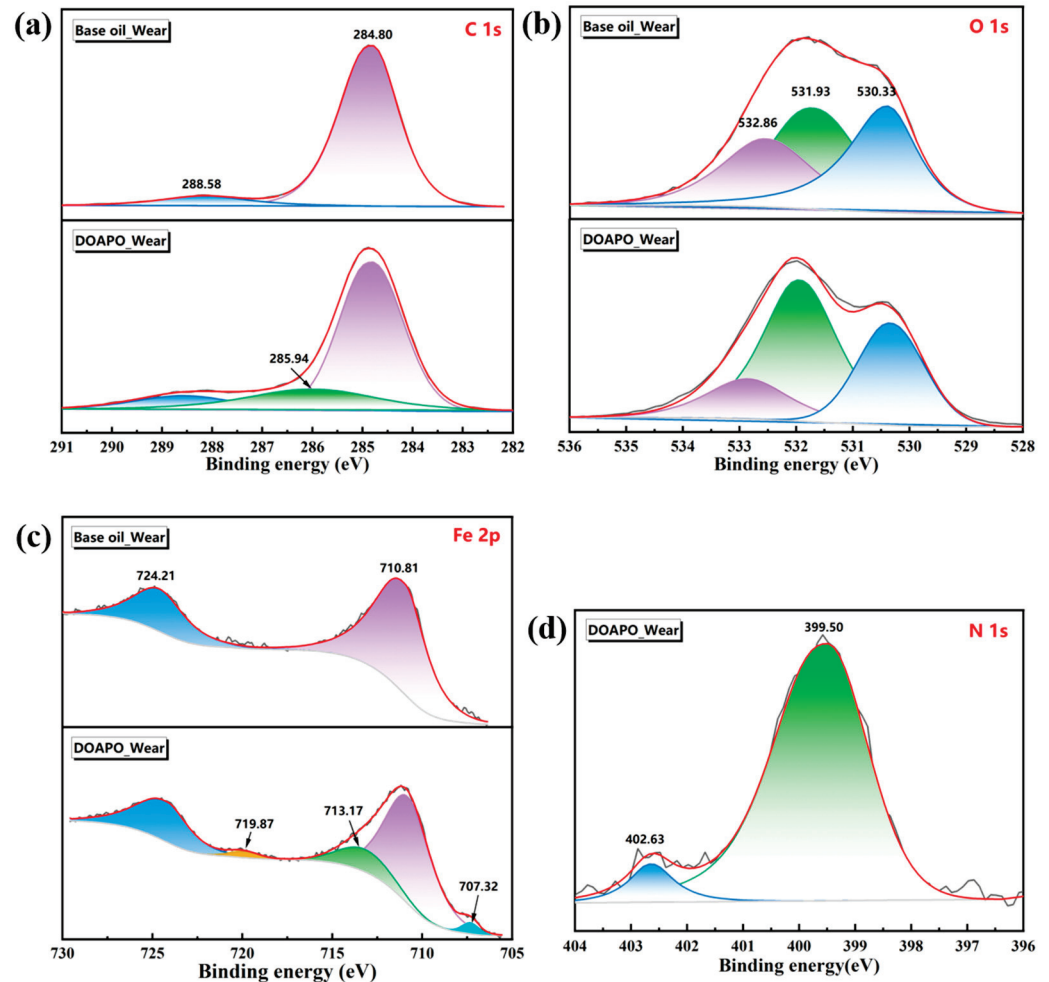 (a)
Base oil_Wear
C 1s
284.80
288.58
DOAPO_Wear
285.94
291 290 289 288 287 286 285 284 283 282
Binding energy (eV)
(b)
Base oil_Wear
O 1s
532.86
531.93
530.33
DOAPO_Wear
536 535 534 533 532 531 530 529 528
Binding energy (eV)
(c)
Base oil_Wear
Fe 2p
724.21
710.81
DOAPO_Wear
719.87
713.17
707.32
730 725 720 715 710 705
Binding energy (eV)
(d)
DOAPO_Wear
N 1s
399.50
402.63
404 403 402 401 400 399 398 397 396
Binding energy(eV)